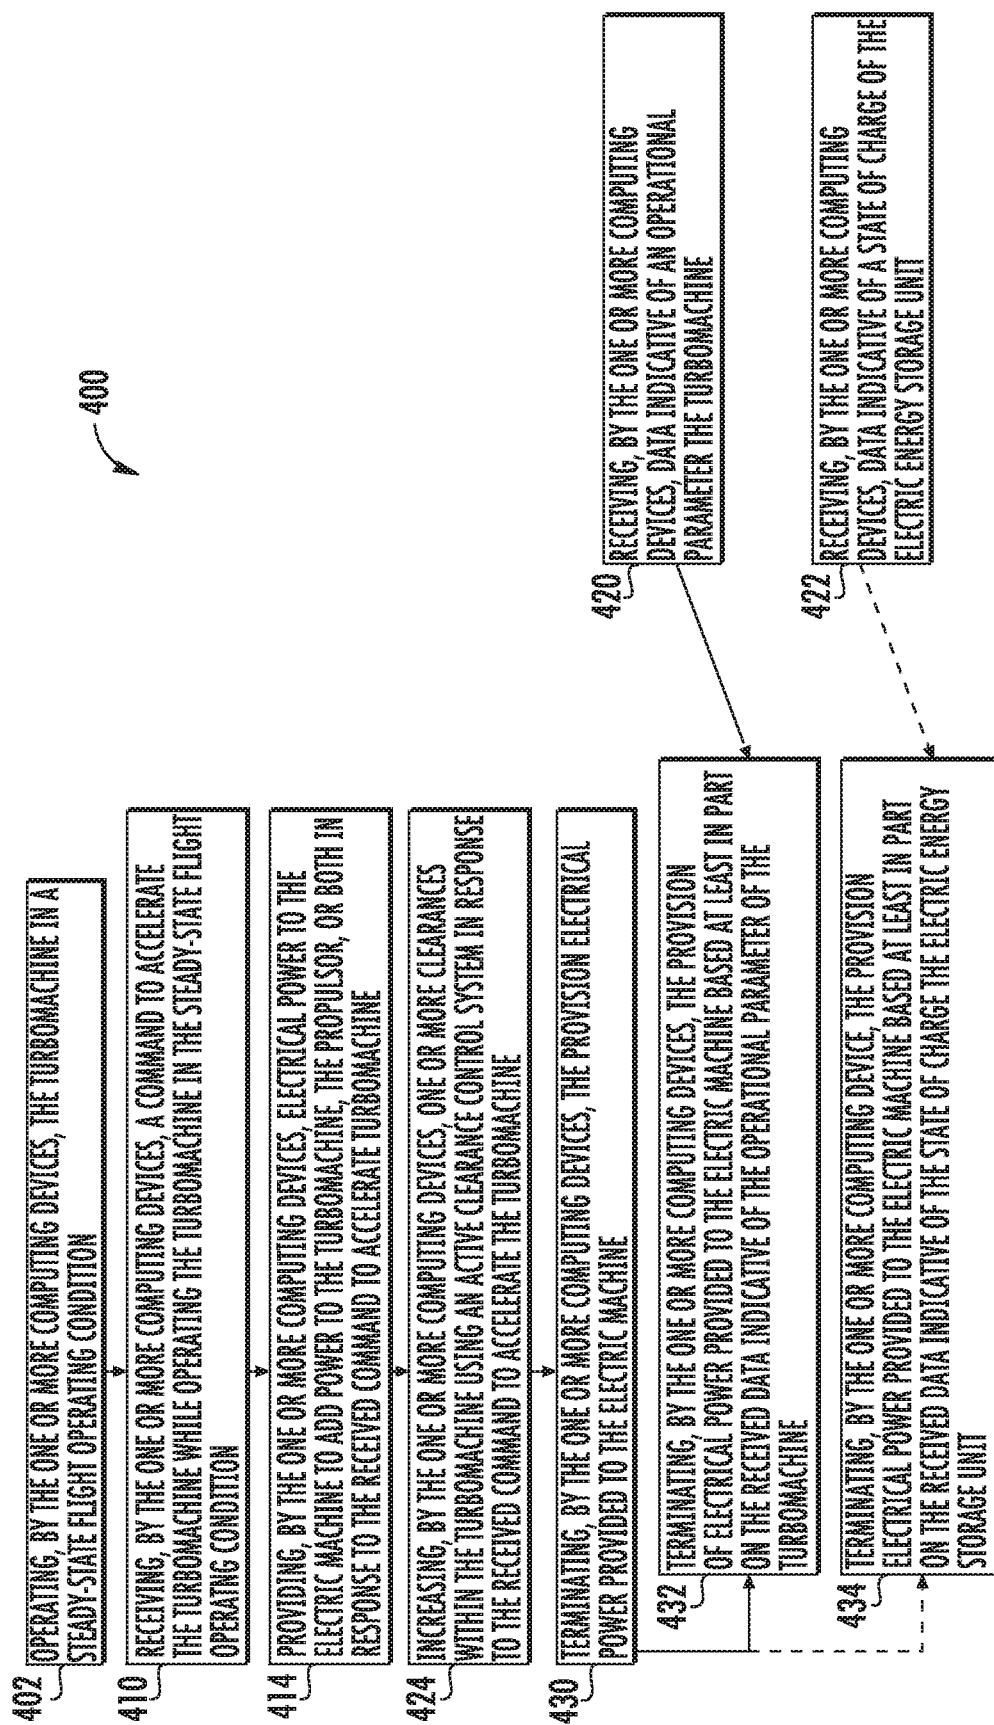 400
402
OPERATING, BY THE ONE OR MORE COMPUTING DEVICES, THE TURBOMACHINE IN A
STEADY-STATE FLIGHT OPERATING CONDITION
410
RECEIVING, BY THE ONE OR MORE COMPUTING DEVICES, A COMMAND TO ACCELERATE
THE TURBOMACHINE WHILE OPERATING THE TURBOMACHINE IN THE STEADY-STATE FLIGHT
OPERATING CONDITION
414
PROVIDING, BY THE ONE OR MORE COMPUTING DEVICES, ELECTRICAL POWER TO THE
ELECTRIC MACHINE TO ADD POWER TO THE TURBOMACHINE, THE PROPULSOR, OR BOTH IN
RESPONSE TO THE RECEIVED COMMAND TO ACCELERATE TURBOMACHINE
424
INCREASING, BY THE ONE OR MORE COMPUTING DEVICES, ONE OR MORE CLEARANCES
WITHIN THE TURBOMACHINE USING AN ACTIVE CLEARANCE CONTROL SYSTEM IN RESPONSE
TO THE RECEIVED COMMAND TO ACCELERATE THE TURBOMACHINE
430
TERMINATING, BY THE ONE OR MORE COMPUTING DEVICES, THE PROVISION ELECTRICAL
POWER PROVIDED TO THE ELECTRIC MACHINE
420
RECEIVING, BY THE ONE OR MORE COMPUTING
DEVICES, DATA INDICATIVE OF AN OPERATIONAL
PARAMETER THE TURBOMACHINE
432
TERMINATING, BY THE ONE OR MORE COMPUTING DEVICES, THE PROVISION
OF ELECTRICAL POWER PROVIDED TO THE ELECTRIC MACHINE BASED AT LEAST IN PART
ON THE RECEIVED DATA INDICATIVE OF THE OPERATIONAL PARAMETER OF THE
TURBOMACHINE
422
RECEIVING, BY THE ONE OR MORE COMPUTING
DEVICES, DATA INDICATIVE OF A STATE OF CHARGE OF THE
ELECTRIC ENERGY STORAGE UNIT
434
TERMINATING, BY THE ONE OR MORE COMPUTING DEVICE, THE PROVISION
ELECTRICAL POWER PROVIDED TO THE ELECTRIC MACHINE BASED AT LEAST IN PART
ON THE RECEIVED DATA INDICATIVE OF THE STATE OF CHARGE THE ELECTRIC ENERGY
STORAGE UNIT